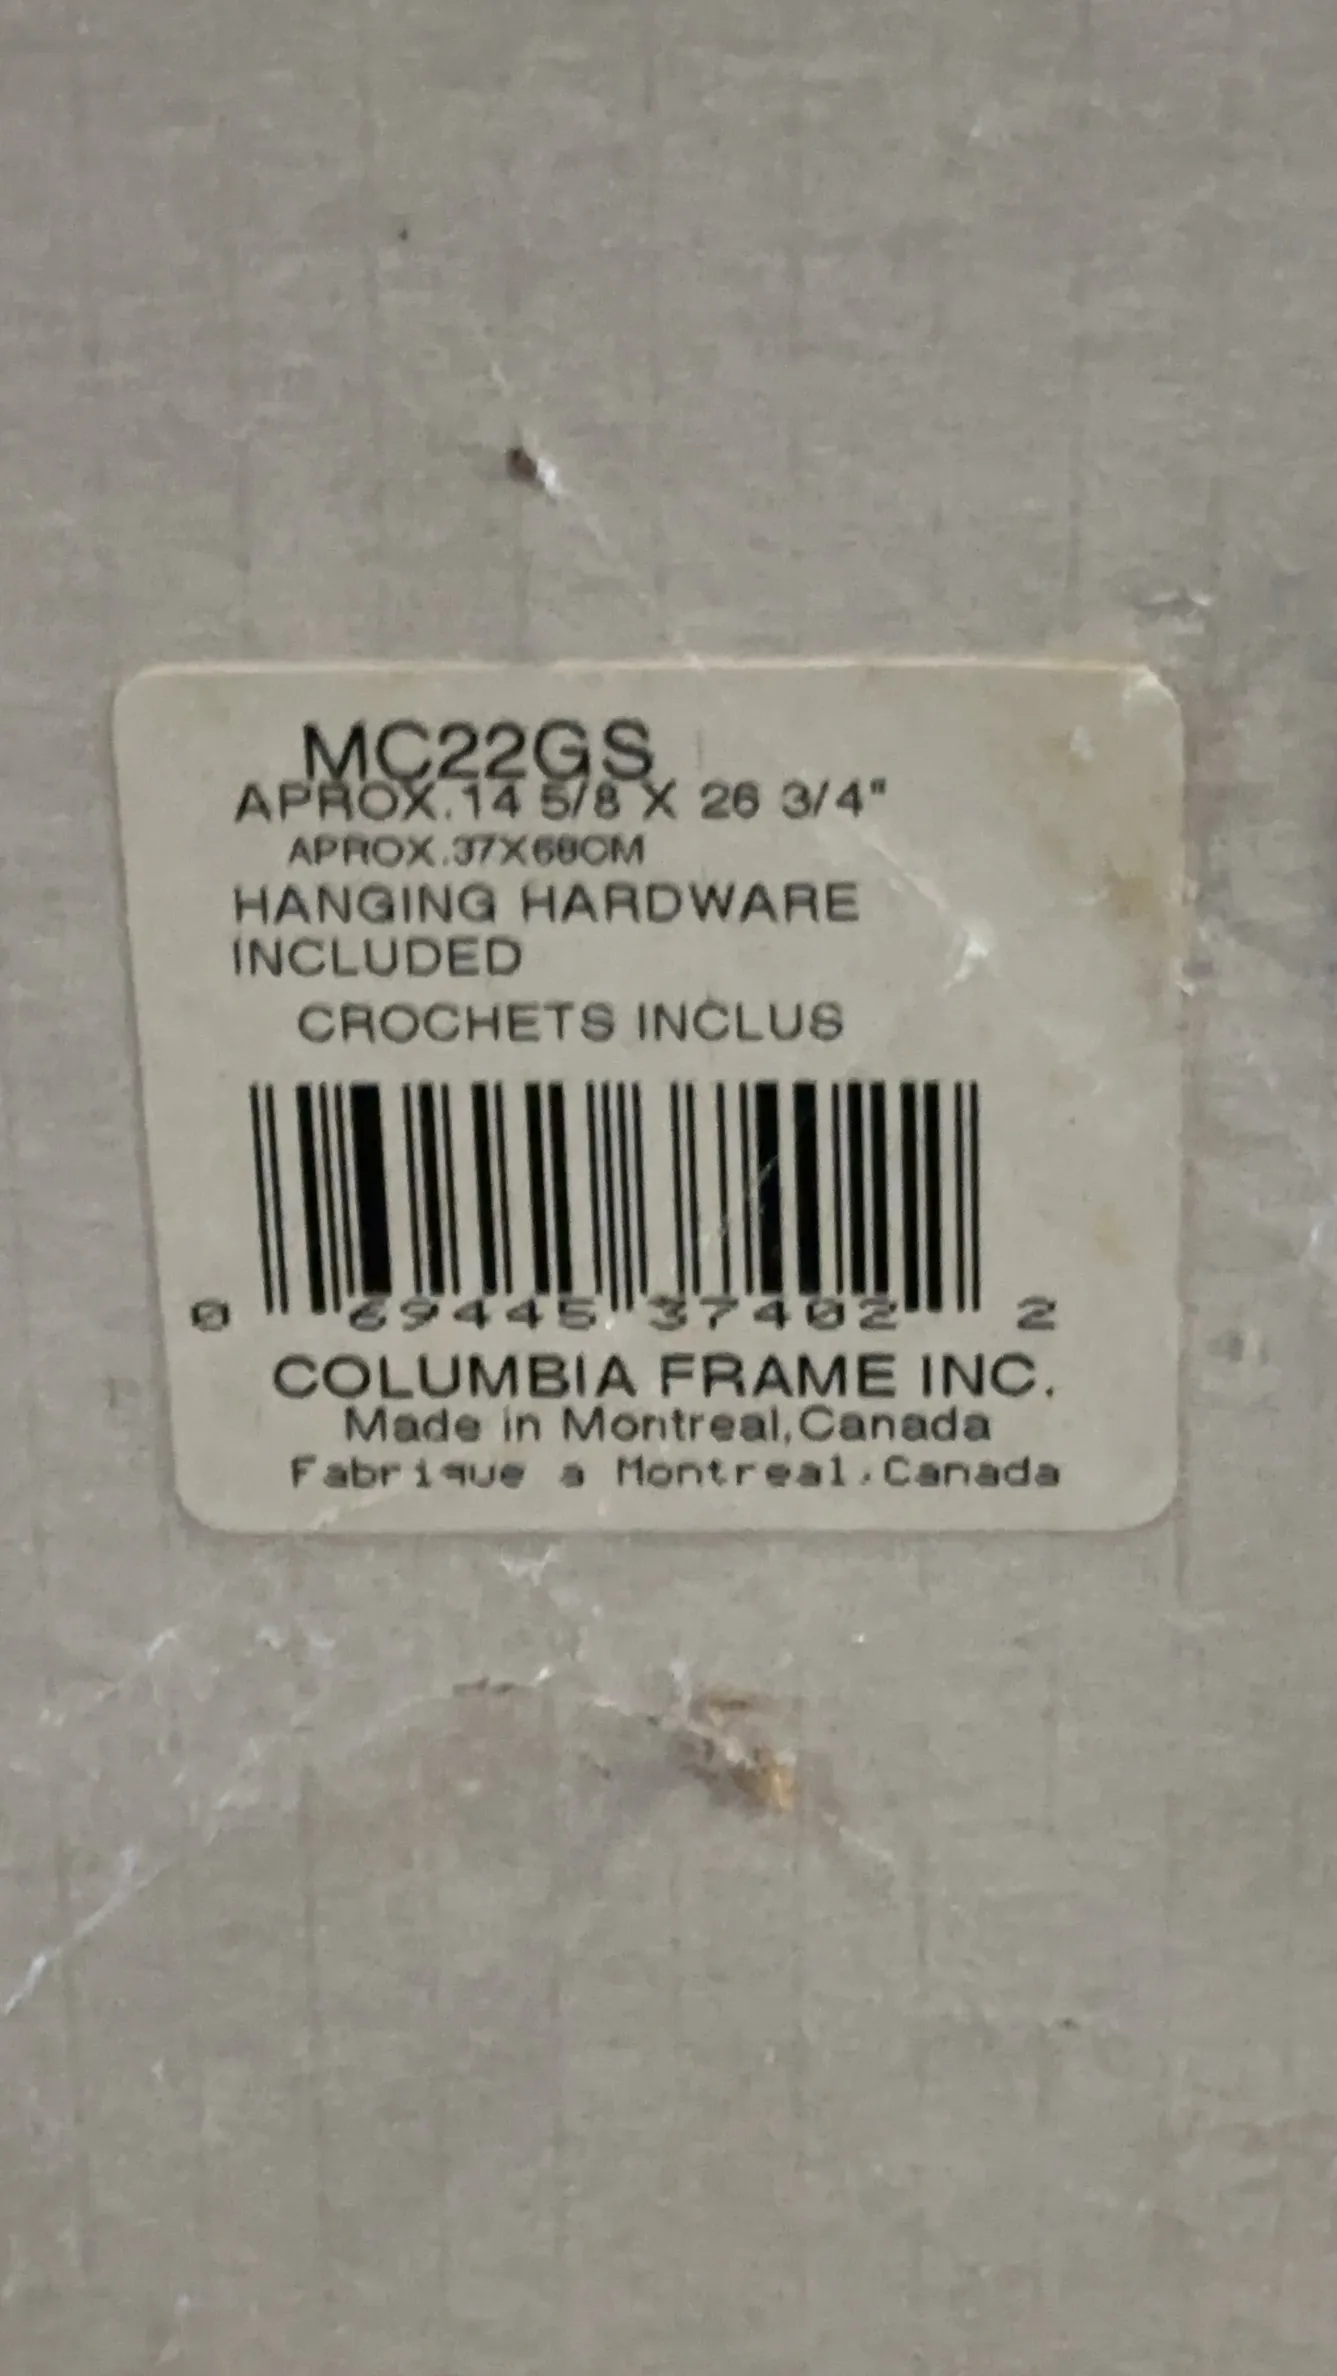 MC22GS
APROX.14 5/8 X 26 3/4"
APROX.37X68CM
HANGING HARDWARE
INCLUDED
CROCHETS INCLUS
0 69445 37402 2
COLUMBIA FRAME INC.
Made in Montreal,Canada
Fabrique a Montreal,Canada